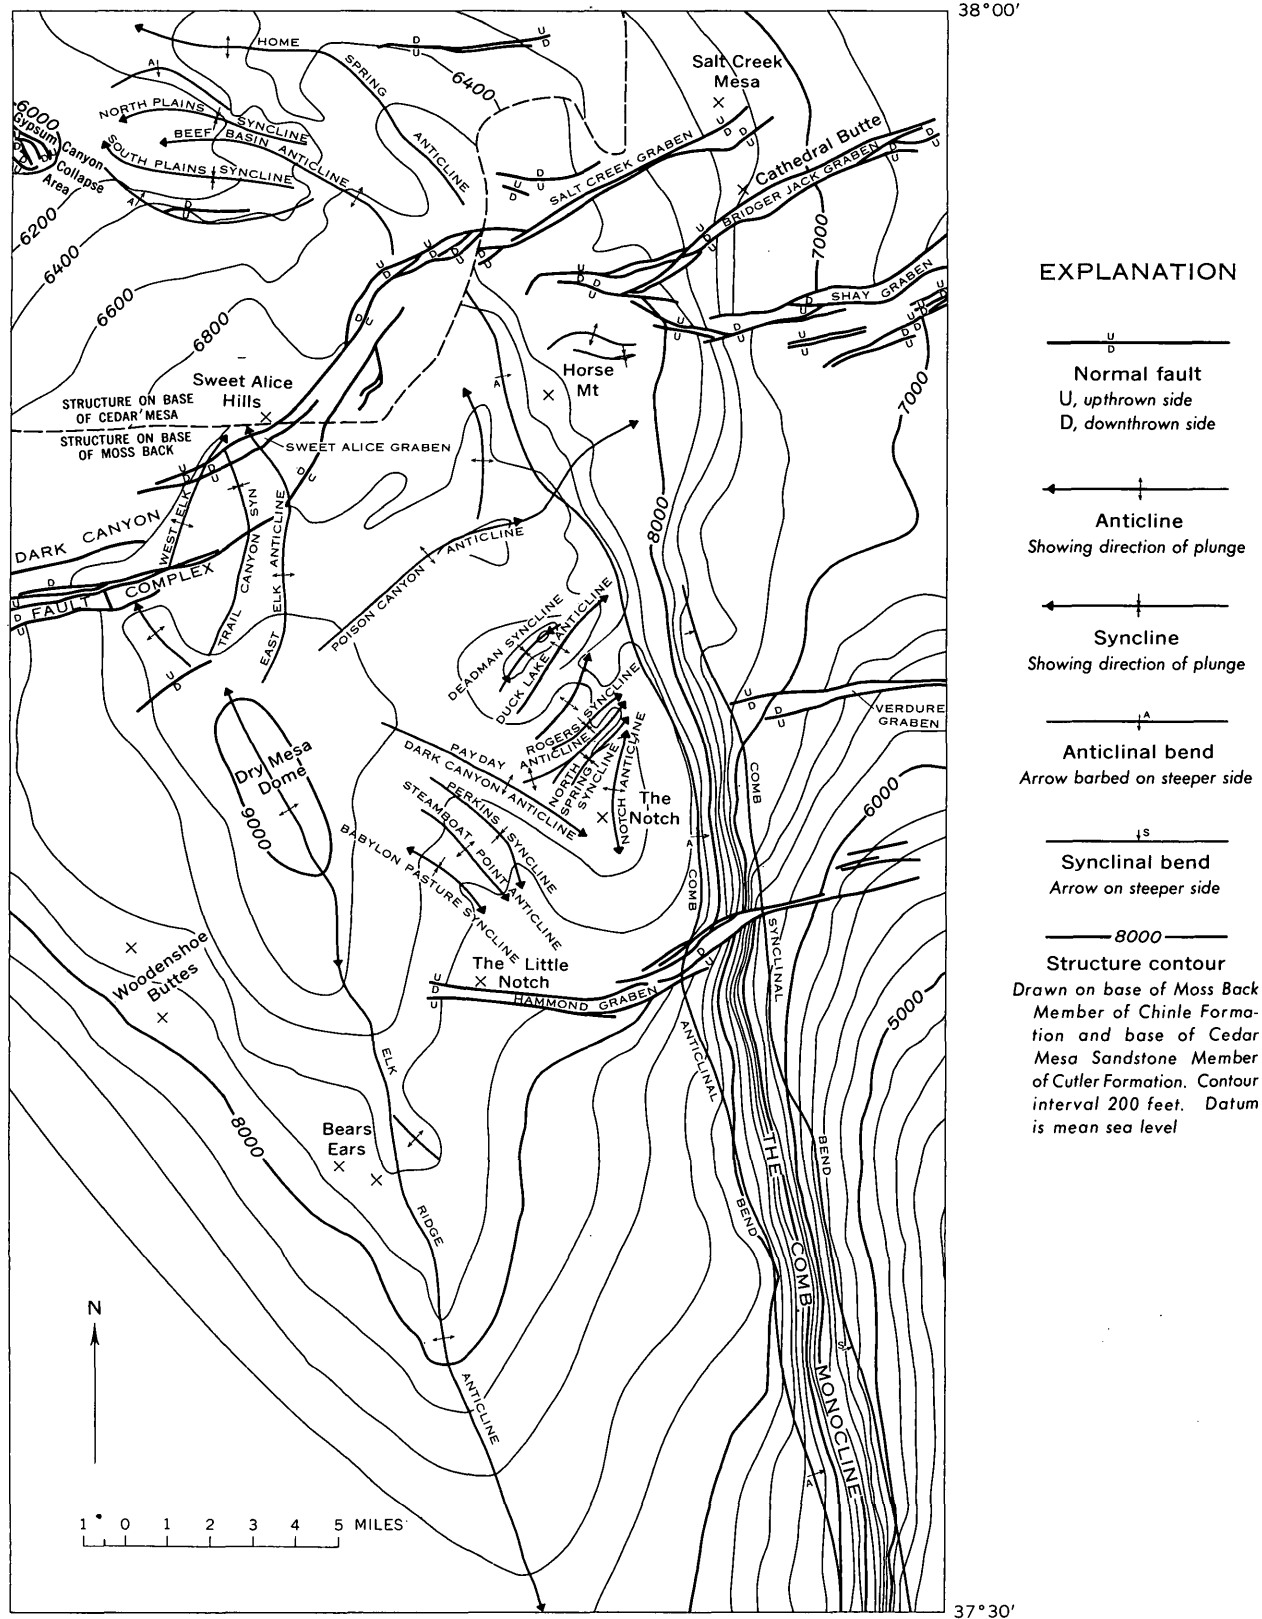 38°00'
HOME
SPRING
ANTICLINE
6400
Salt Creek
Mesa
NORTH PLAINS SYNCLINE
BEEF BASIN ANTICLINE
SOUTH PLAINS SYNCLINE
6000
Gypsum Canyon
Collapse
Area
6200
6400
6600
6800
SALT CREEK GRABEN
Cathedral Butte
BRIDGER JACK GRABEN
7000
SHAY GRABEN
7000
Horse
Mt
Sweet Alice
Hills
STRUCTURE ON BASE
OF CEDAR MESA
STRUCTURE ON BASE
OF MOSS BACK
SWEET ALICE GRABEN
DARK CANYON
FAULT COMPLEX
WEST ELK
TRAIL CANYON SYN
EAST ELK ANTICLINE
POISON CANYON ANTICLINE
8000
DEADMAN SYNCLINE
DUCK LAKE ANTICLINE
ROGERS SYNCLINE
PAYDAY ANTICLINE
NORTH
SPRING
SYNCLINE
NOTCH ANTICLINE
The
Notch
DARK CANYON ANTICLINE
PERKINS SYNCLINE
STEAMBOAT POINT ANTICLINE
BABYLON PASTURE SYNCLINE
Dry Mesa
Dome
9000
VERDURE
GRABEN
6000
5000
COMB
SYNCLINAL
BEND
COMB
ANTICLINAL
BEND
Woodenshoe
Buttes
The Little
Notch
HAMMOND GRABEN
ELK
RIDGE
ANTICLINE
Bears
Ears
8000
THE
COMB
MONOCLINE
N
1 0 1 2 3 4 5 MILES
37°30'
EXPLANATION
U
D
Normal fault
U, upthrown side
D, downthrown side
Anticline
Showing direction of plunge
Syncline
Showing direction of plunge
A
Anticlinal bend
Arrow barbed on steeper side
S
Synclinal bend
Arrow on steeper side
8000
Structure contour
Drawn on base of Moss Back
Member of Chinle Forma-
tion and base of Cedar
Mesa Sandstone Member
of Cutler Formation. Contour
interval 200 feet. Datum
is mean sea level